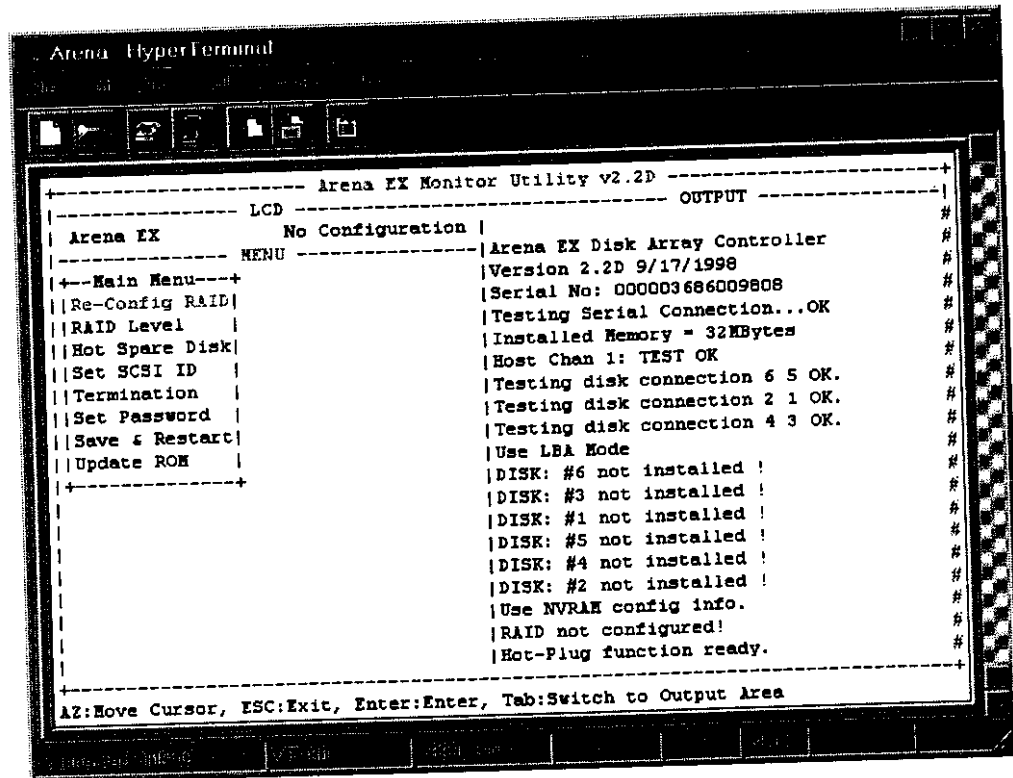 Arena HyperTerminal
Arena EX Monitor Utility v2.2D
LCD
OUTPUT
Arena EX No Configuration
MENU
Main Menu
Re-Config RAID
RAID Level
Hot Spare Disk
Set SCSI ID
Termination
Set Password
Save & Restart
Update ROM
Arena EX Disk Array Controller
Version 2.2D 9/17/1998
Serial No: 000003686009808
Testing Serial Connection...OK
Installed Memory = 32MBytes
Host Chan 1: TEST OK
Testing disk connection 6 5 OK.
Testing disk connection 2 1 OK.
Testing disk connection 4 3 OK.
Use LBA Mode
DISK: #6 not installed !
DISK: #3 not installed !
DISK: #1 not installed !
DISK: #5 not installed !
DISK: #4 not installed !
DISK: #2 not installed !
Use NVRAM config info.
RAID not configured!
Hot-Plug function ready.
AZ:Move Cursor, ESC:Exit, Enter:Enter, Tab:Switch to Output Area